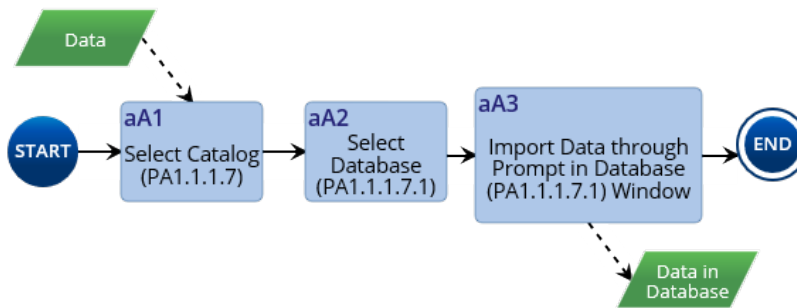 Data
START
aA1
Select Catalog
(PA1.1.1.7)
aA2
Select
Database
(PA1.1.1.7.1)
aA3
Import Data through
Prompt in Database
(PA1.1.1.7.1) Window
END
Data in
Database